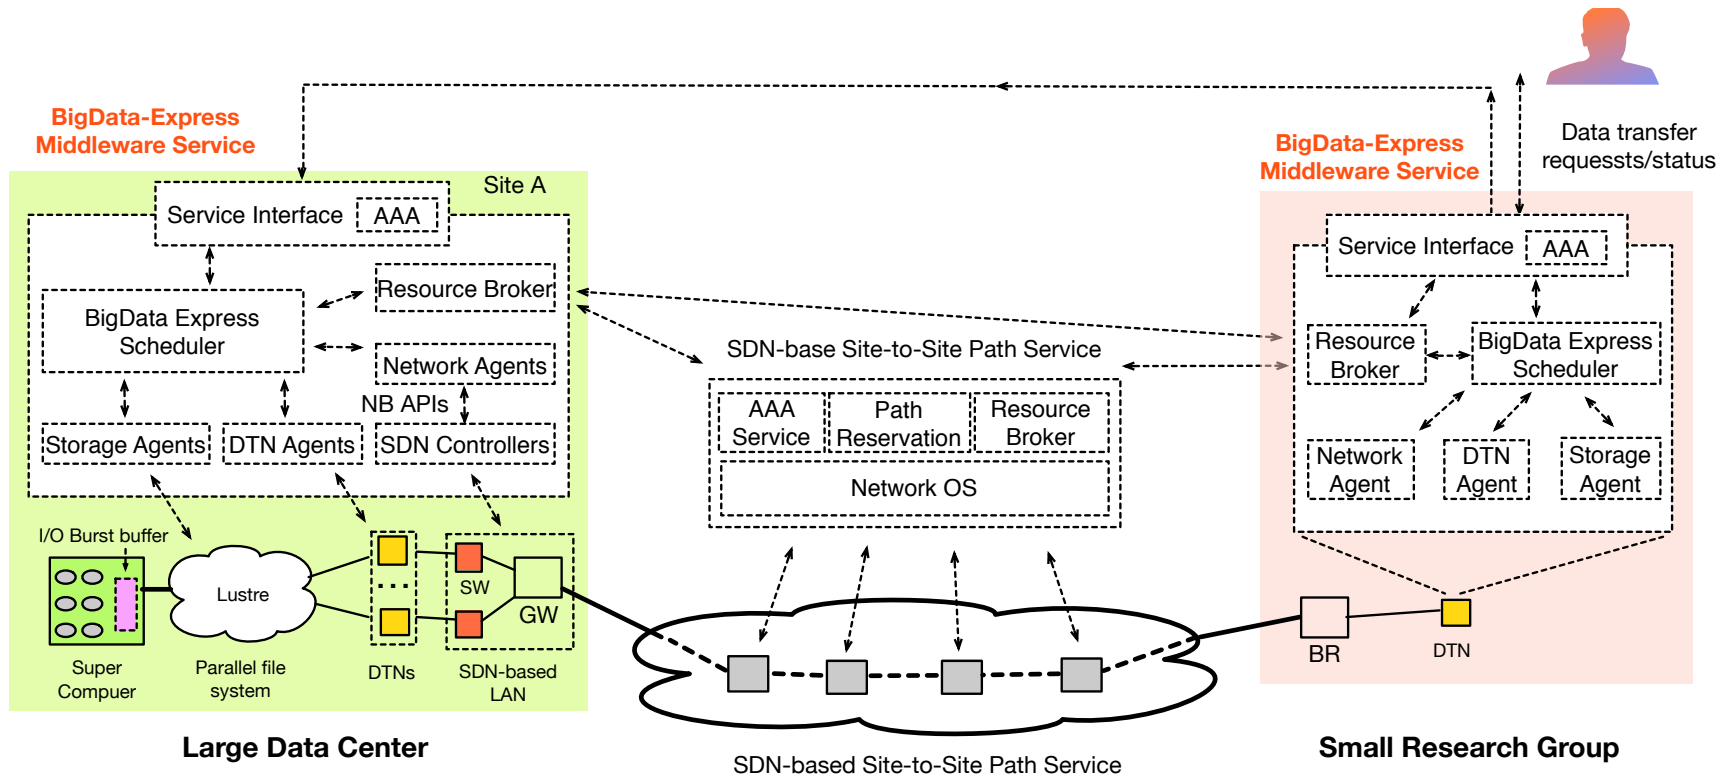 BigData-Express
Middleware Service
Site A
Service Interface
AAA
Resource Broker
BigData Express
Scheduler
Network Agents
NB APIs
Storage Agents
DTN Agents
SDN Controllers
I/O Burst buffer
Lustre
SW
GW
Super
Compuer
Parallel file
system
DTNs
SDN-based
LAN
Large Data Center
SDN-base Site-to-Site Path Service
AAA
Service
Path
Reservation
Resource
Broker
Network OS
SDN-based Site-to-Site Path Service
Data transfer
requessts/status
BigData-Express
Middleware Service
Service Interface
AAA
Resource
Broker
BigData Express
Scheduler
Network
Agent
DTN
Agent
Storage
Agent
BR
DTN
Small Research Group